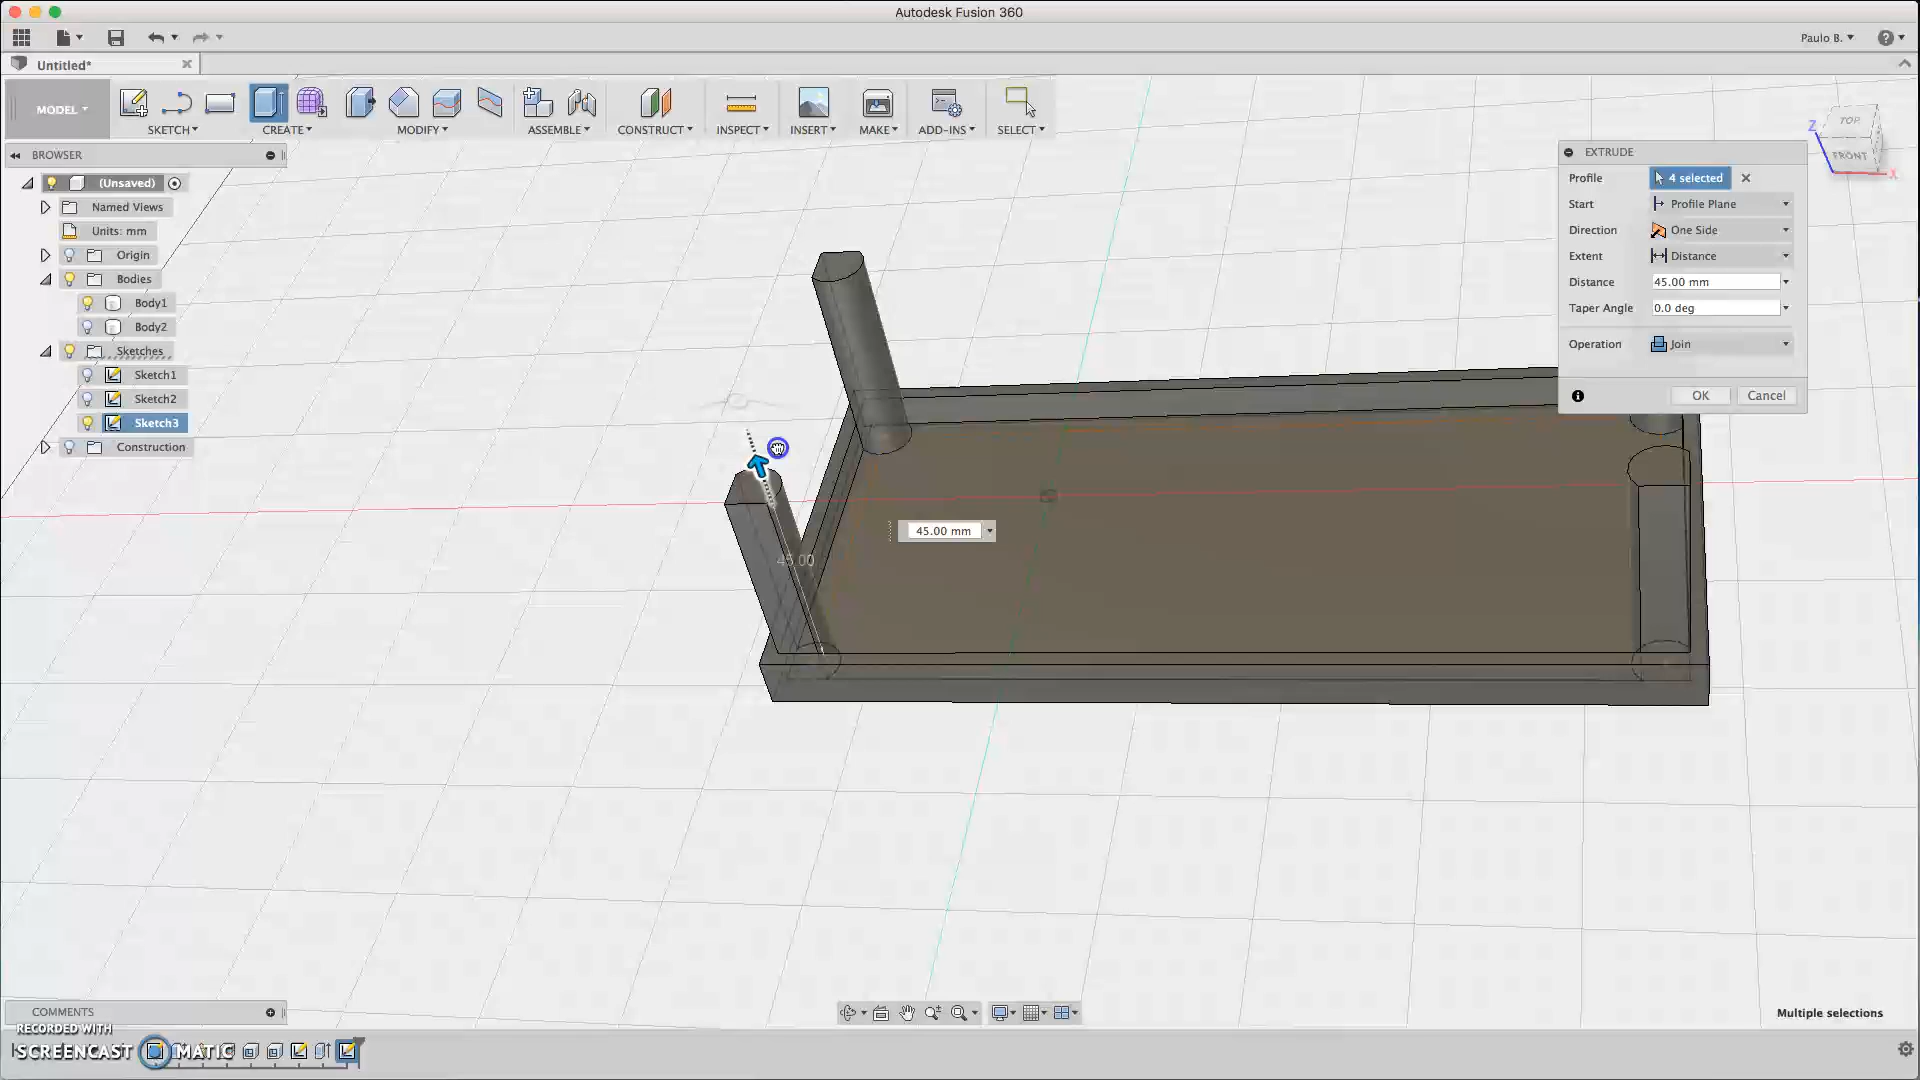 Autodesk Fusion 360
Paulo B.
Untitled*
MODEL
SKETCH
CREATE
MODIFY
ASSEMBLE
CONSTRUCT
INSPECT
INSERT
MAKE
ADD-INS
SELECT
TOP
FRONT
Z
X
BROWSER
(Unsaved)
Named Views
Units: mm
Origin
Bodies
Body1
Body2
Sketches
Sketch1
Sketch2
Sketch3
Construction
EXTRUDE
Profile 4 selected
Start Profile Plane
Direction One Side
Extent Distance
Distance 45.00 mm
Taper Angle 0.0 deg
Operation Join
OK Cancel
45.00 mm
45.00
COMMENTS
Multiple selections
RECORDED WITH
SCREENCAST MATIC